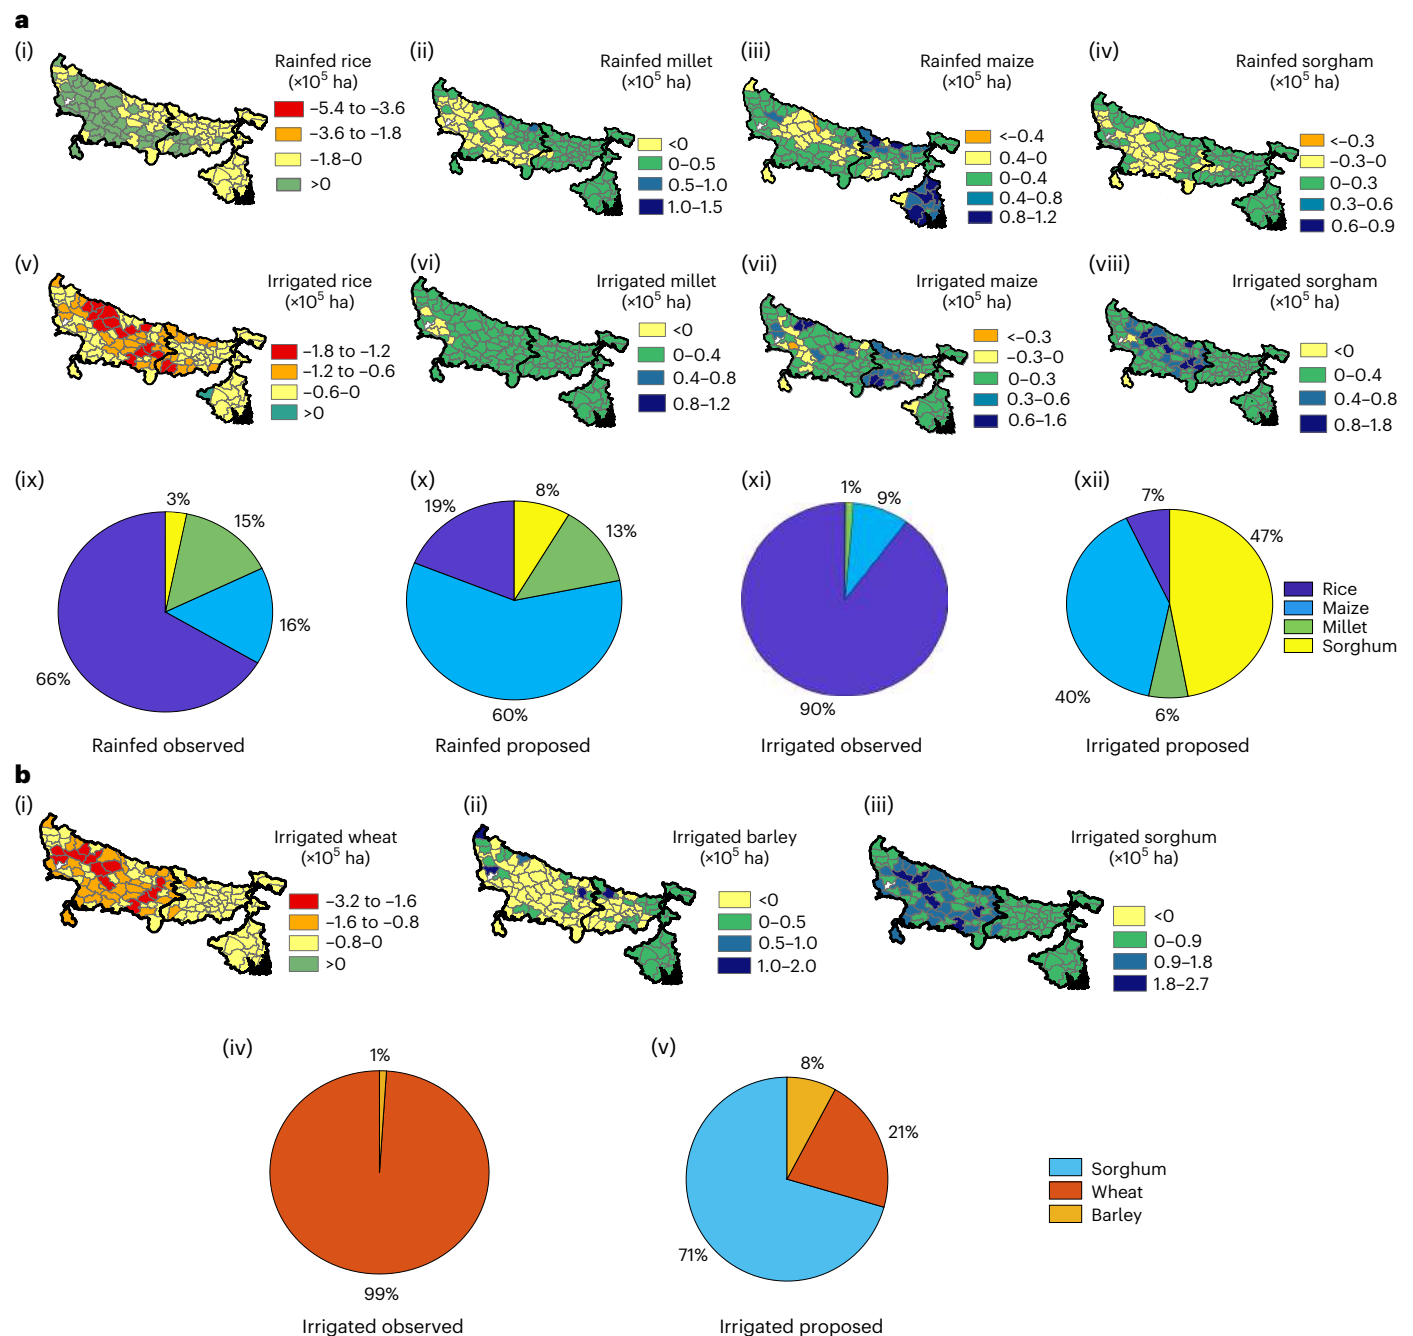 a
(i)
Rainfed rice
(×10⁵ ha)
–5.4 to –3.6
–3.6 to –1.8
–1.8–0
>0
(ii)
Rainfed millet
(×10⁵ ha)
<0
0–0.5
0.5–1.0
1.0–1.5
(iii)
Rainfed maize
(×10⁵ ha)
<–0.4
0.4–0
0–0.4
0.4–0.8
0.8–1.2
(iv)
Rainfed sorgham
(×10⁵ ha)
<–0.3
–0.3–0
0–0.3
0.3–0.6
0.6–0.9
(v)
Irrigated rice
(×10⁵ ha)
–1.8 to –1.2
–1.2 to –0.6
–0.6–0
>0
(vi)
Irrigated millet
(×10⁵ ha)
<0
0–0.4
0.4–0.8
0.8–1.2
(vii)
Irrigated maize
(×10⁵ ha)
<–0.3
–0.3–0
0–0.3
0.3–0.6
0.6–1.6
(viii)
Irrigated sorgham
(×10⁵ ha)
<0
0–0.4
0.4–0.8
0.8–1.8
(ix)
3%
15%
16%
66%
Rainfed observed
(x)
19%
8%
13%
60%
Rainfed proposed
(xi)
1%
9%
90%
Irrigated observed
(xii)
7%
47%
40%
6%
Irrigated proposed
Rice
Maize
Millet
Sorghum
b
(i)
Irrigated wheat
(×10⁵ ha)
–3.2 to –1.6
–1.6 to –0.8
–0.8–0
>0
(ii)
Irrigated barley
(×10⁵ ha)
<0
0–0.5
0.5–1.0
1.0–2.0
(iii)
Irrigated sorghum
(×10⁵ ha)
<0
0–0.9
0.9–1.8
1.8–2.7
(iv)
1%
99%
Irrigated observed
(v)
8%
21%
71%
Irrigated proposed
Sorghum
Wheat
Barley